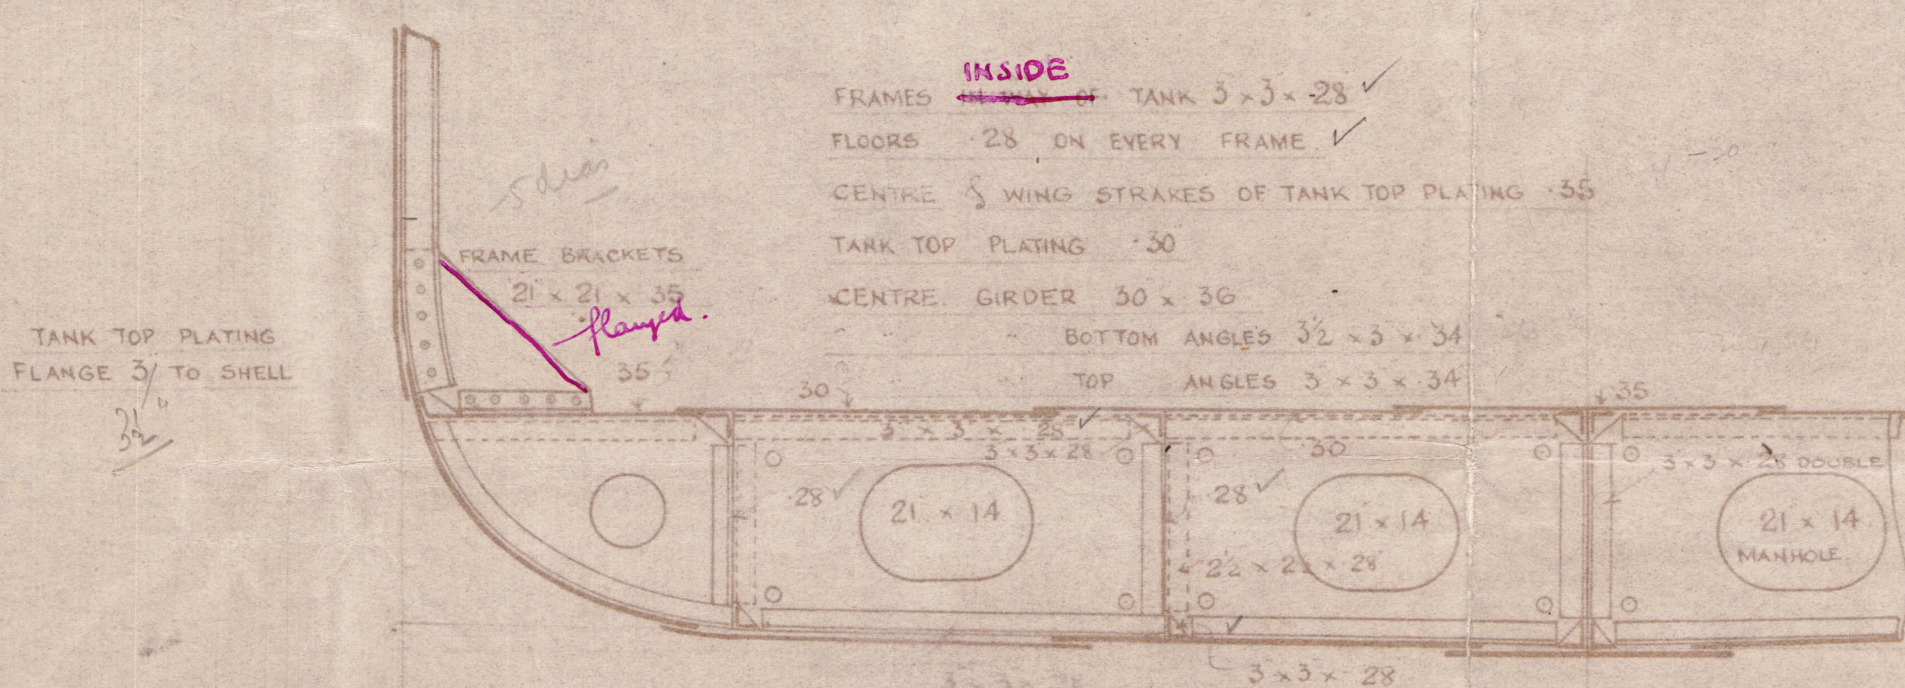 INSIDE
FRAMES IN WAY OF TANK 3 × 3 × ·28 ✓
FLOORS ·28 ON EVERY FRAME ✓
CENTRE & WING STRAKES OF TANK TOP PLATING ·35
TANK TOP PLATING ·30
CENTRE GIRDER 30 × 36
" " BOTTOM ANGLES 3½ × 3 × ·34
" " TOP ANGLES 3 × 3 × ·34
FRAME BRACKETS
21 × 21 × 35
flanged.
TANK TOP PLATING
FLANGE 3/ TO SHELL
3½"
35
30
35
3 × 3 × 28 ✓
3 × 3 × 28
30
3 × 3 × 28 DOUBLE
·28 ✓
21 × 14
·28 ✓
21 × 14
21 × 14
MANHOLE
2½ × 2½ × 28
3 × 3 × 28